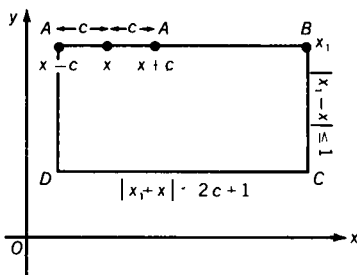 y
A c c A B
x – c x x + c x₁
|x₁ – x| ≤ 1
D C
|x₁ + x| - 2c + 1
O x